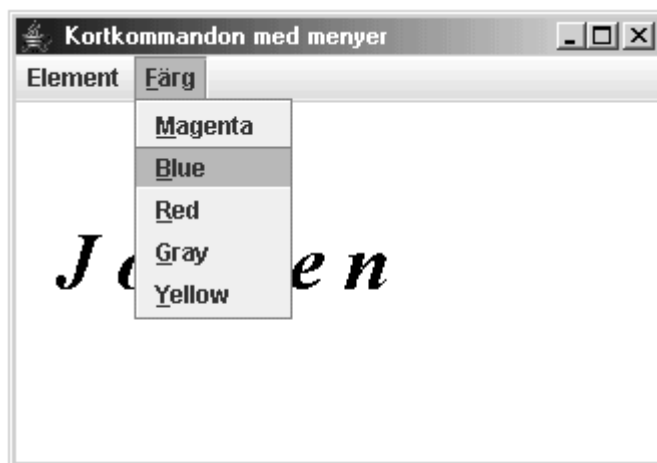 Kortkommandon med menyer
Element Färg
Magenta
Blue
Red
Gray
Yellow